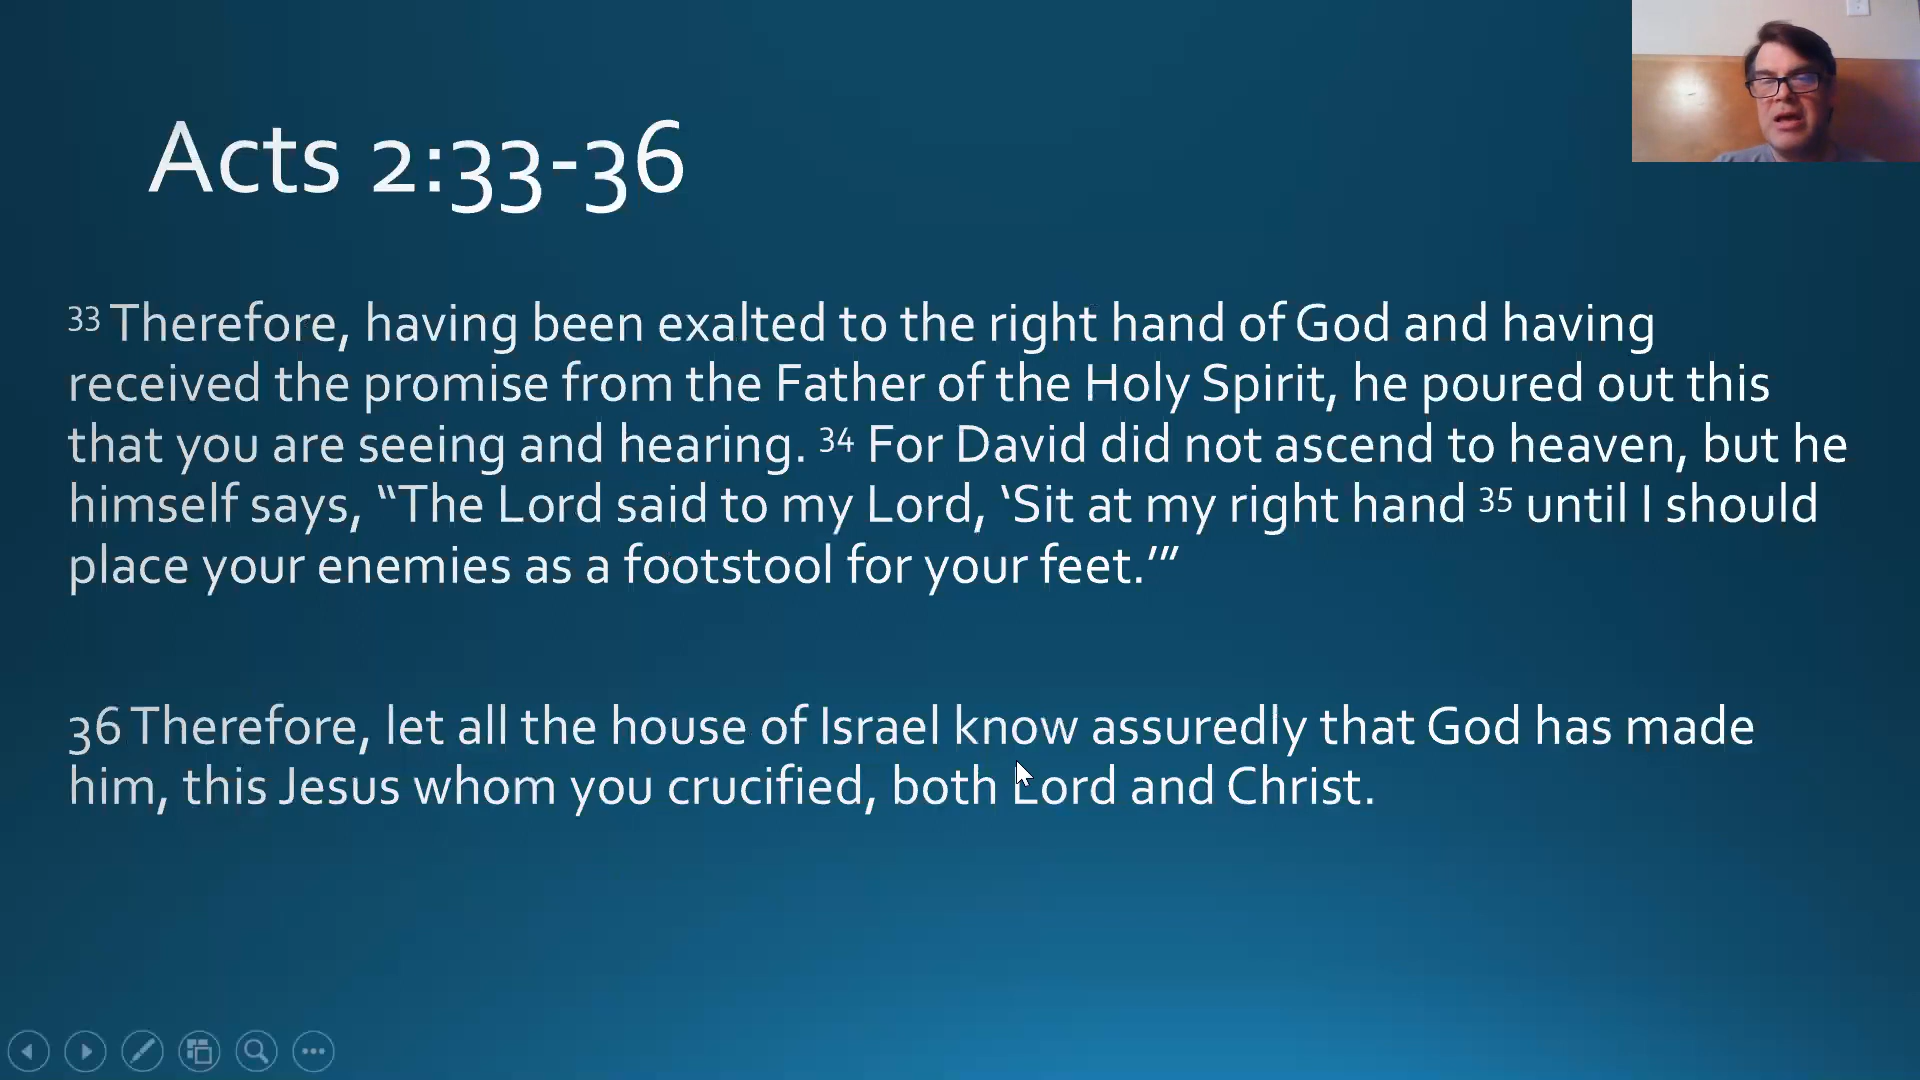 Acts 2:33-36
33 Therefore, having been exalted to the right hand of God and having
received the promise from the Father of the Holy Spirit, he poured out this
that you are seeing and hearing. 34 For David did not ascend to heaven, but he
himself says, “The Lord said to my Lord, ‘Sit at my right hand 35 until I should
place your enemies as a footstool for your feet.’”
36 Therefore, let all the house of Israel know assuredly that God has made
him, this Jesus whom you crucified, both Lord and Christ.